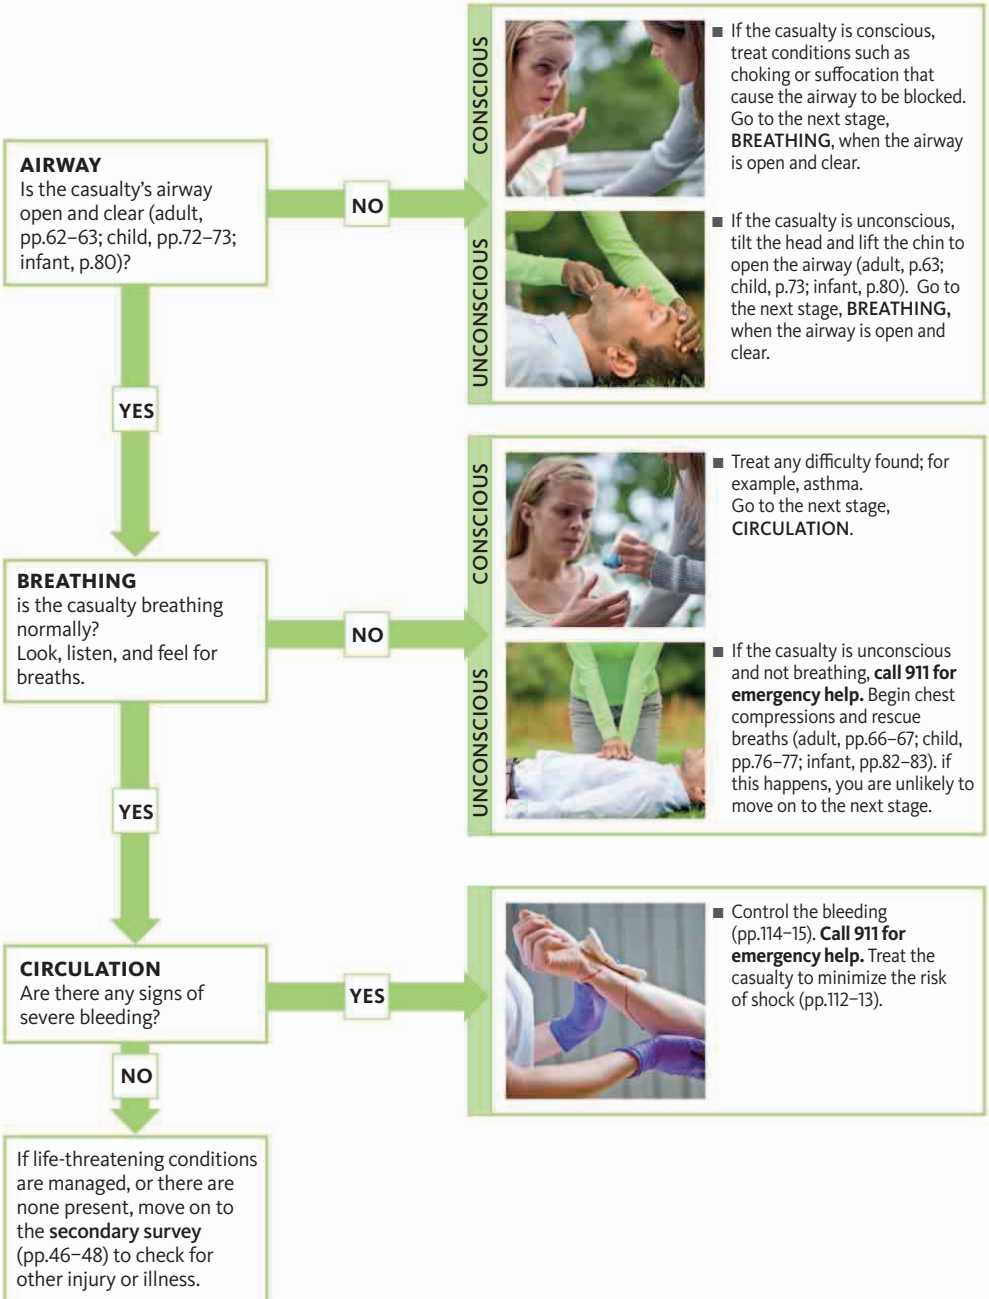 AIRWAY
Is the casualty's airway
open and clear (adult,
pp.62–63; child, pp.72–73;
infant, p.80)?
NO
CONSCIOUS
■ If the casualty is conscious,
treat conditions such as
choking or suffocation that
cause the airway to be blocked.
Go to the next stage,
BREATHING, when the airway
is open and clear.
UNCONSCIOUS
■ If the casualty is unconscious,
tilt the head and lift the chin to
open the airway (adult, p.63;
child, p.73; infant, p.80). Go to
the next stage, BREATHING,
when the airway is open and
clear.
YES
BREATHING
is the casualty breathing
normally?
Look, listen, and feel for
breaths.
NO
CONSCIOUS
■ Treat any difficulty found; for
example, asthma.
Go to the next stage,
CIRCULATION.
UNCONSCIOUS
■ If the casualty is unconscious
and not breathing, call 911 for
emergency help. Begin chest
compressions and rescue
breaths (adult, pp.66–67; child,
pp.76–77; infant, pp.82–83). if
this happens, you are unlikely to
move on to the next stage.
YES
CIRCULATION
Are there any signs of
severe bleeding?
YES
■ Control the bleeding
(pp.114–15). Call 911 for
emergency help. Treat the
casualty to minimize the risk
of shock (pp.112–13).
NO
If life-threatening conditions
are managed, or there are
none present, move on to
the secondary survey
(pp.46–48) to check for
other injury or illness.